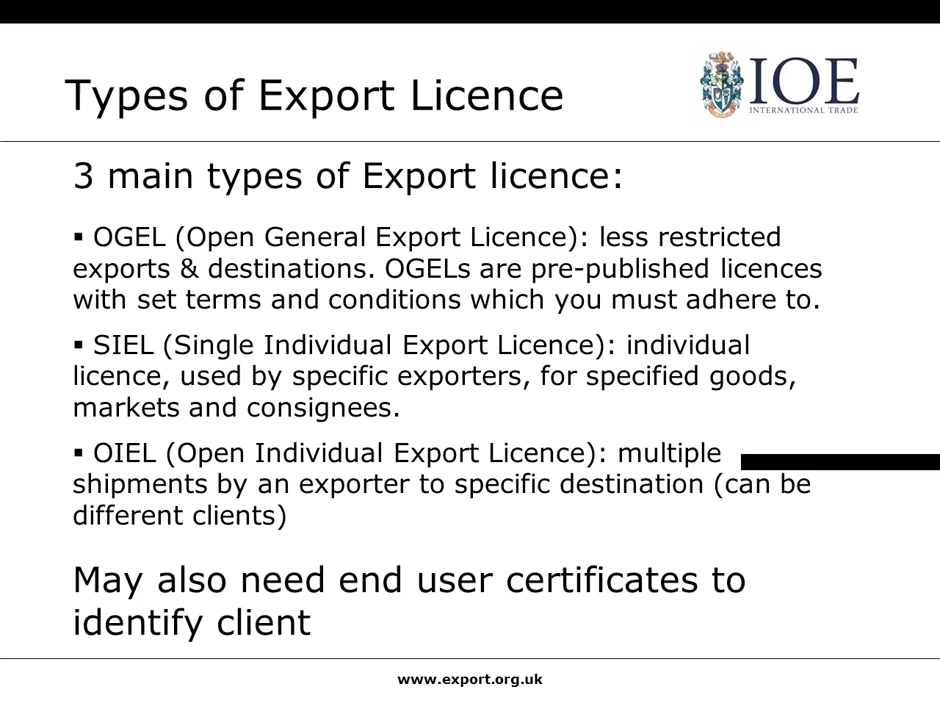 Types of Export Licence
IOE
INTERNATIONAL TRADE
3 main types of Export licence:
▪ OGEL (Open General Export Licence): less restricted
exports & destinations. OGELs are pre-published licences
with set terms and conditions which you must adhere to.
▪ SIEL (Single Individual Export Licence): individual
licence, used by specific exporters, for specified goods,
markets and consignees.
▪ OIEL (Open Individual Export Licence): multiple
shipments by an exporter to specific destination (can be
different clients)
May also need end user certificates to
identify client
www.export.org.uk